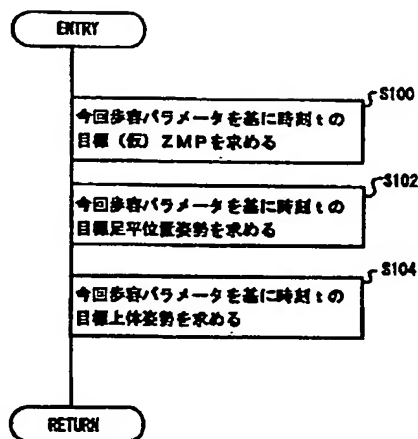 ENTRY
S100
今回歩容パラメータを基に時刻tの
目標(仮)ZMPを求める
S102
今回歩容パラメータを基に時刻tの
目標足平位置姿勢を求める
S104
今回歩容パラメータを基に時刻tの
目標上体姿勢を求める
RETURN